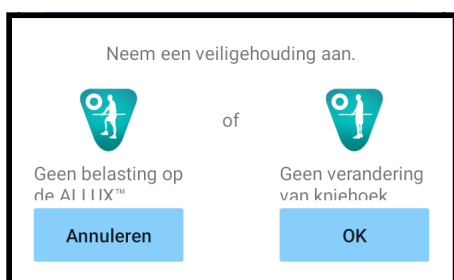 Neem een veiligehouding aan.
of
Geen belasting op
de ALLUX™
Geen verandering
van kniehoek
Annuleren
OK